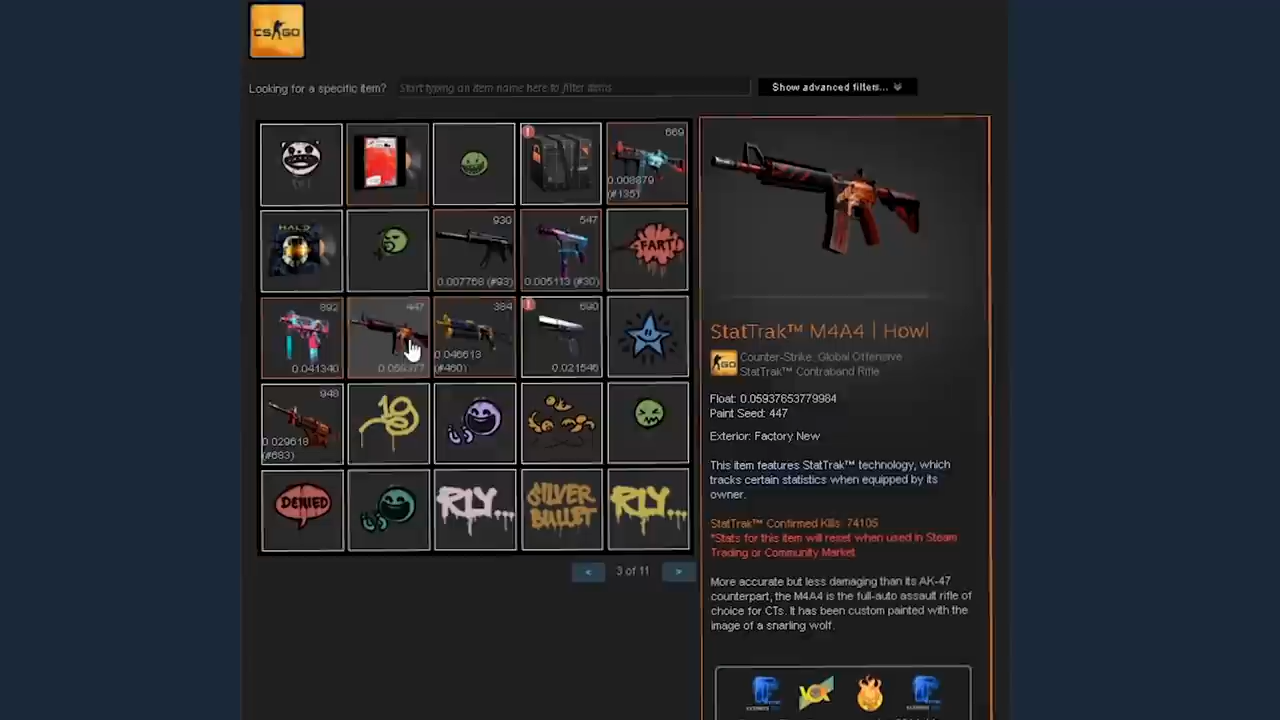 CS GO
Looking for a specific item? Start typing an item name here to filter items Show advanced filters...
669
0.008879
(#135)
HALO
930
0.007768 (#93)
547
0.005113 (#30)
FART!
892
0.041340
447
384
0.046613
(#460)
690
0.021546
948
0.029618
(#683)
19
DENIED
RLY...
SILVER
BULLET
RLY...
< 3 of 11 >
StatTrak™ M4A4 | Howl
Counter-Strike: Global Offensive
StatTrak™ Contraband Rifle
Float: 0.05937653779984
Paint Seed: 447
Exterior: Factory New
This item features StatTrak™ technology, which
tracks certain statistics when equipped by its
owner.
StatTrak™ Confirmed Kills: 74105
*Stats for this item will reset when used in Steam
Trading or Community Market
More accurate but less damaging than its AK-47
counterpart, the M4A4 is the full-auto assault rifle of
choice for CTs. It has been custom painted with the
image of a snarling wolf.
VOX